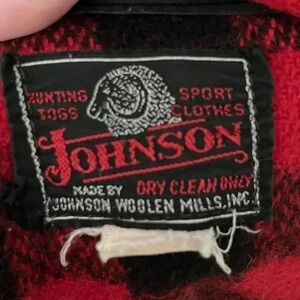 HUNTING TOGS
SPORT CLOTHES
JOHNSON
MADE BY DRY CLEAN ONLY
JOHNSON WOOLEN MILLS, INC.